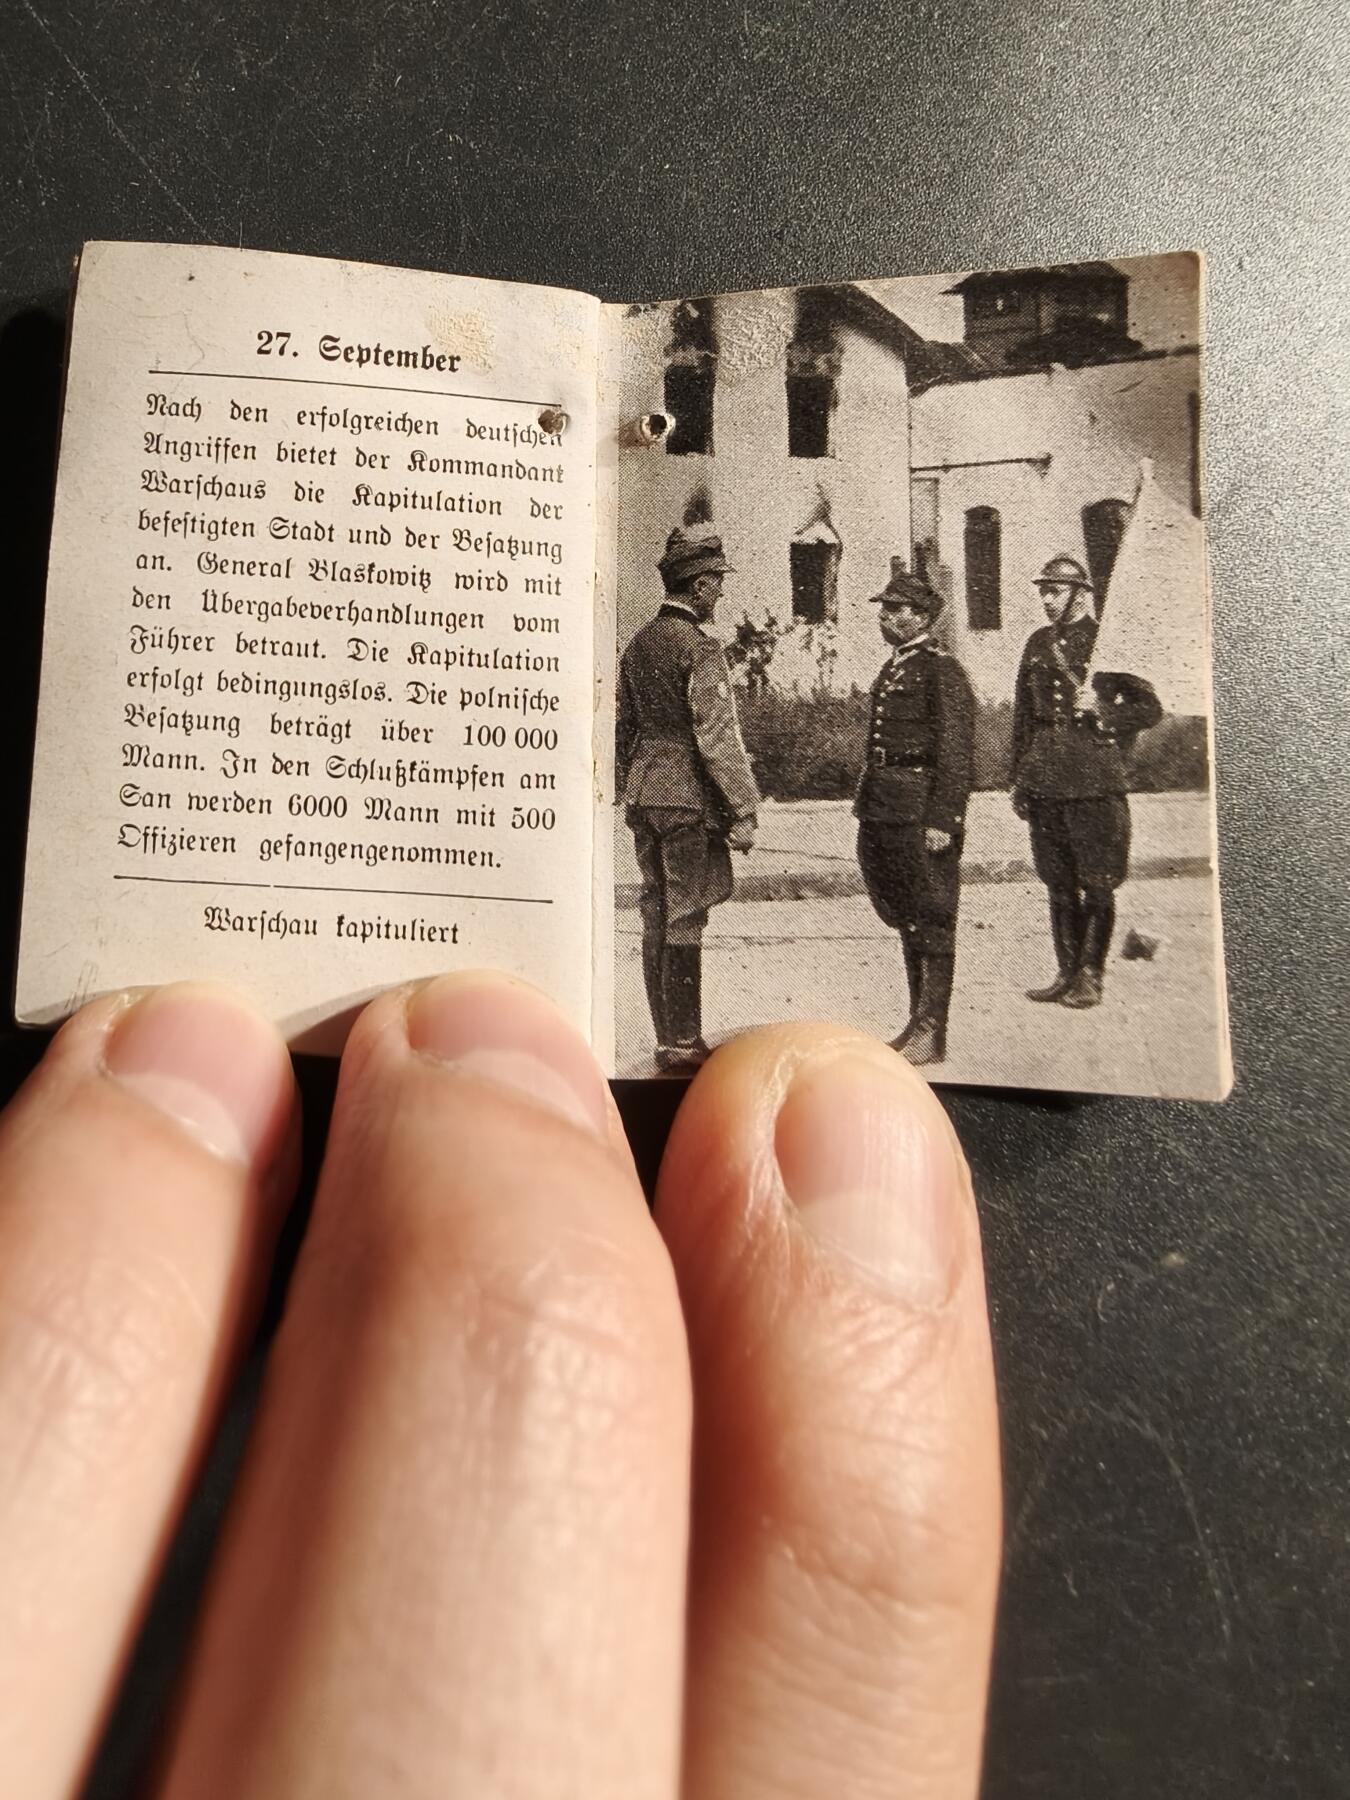 27. September
Nach den erfolgreichen deutschen
Angriffen bietet der Kommandant
Warschaus die Kapitulation der
befestigten Stadt und der Besatzung
an. General Blaskowitz wird mit
den Übergabeverhandlungen vom
Führer betraut. Die Kapitulation
erfolgt bedingungslos. Die polnische
Besatzung beträgt über 100 000
Mann. In den Schlußkämpfen am
San werden 6000 Mann mit 500
Offizieren gefangengenommen.
Warschau kapituliert